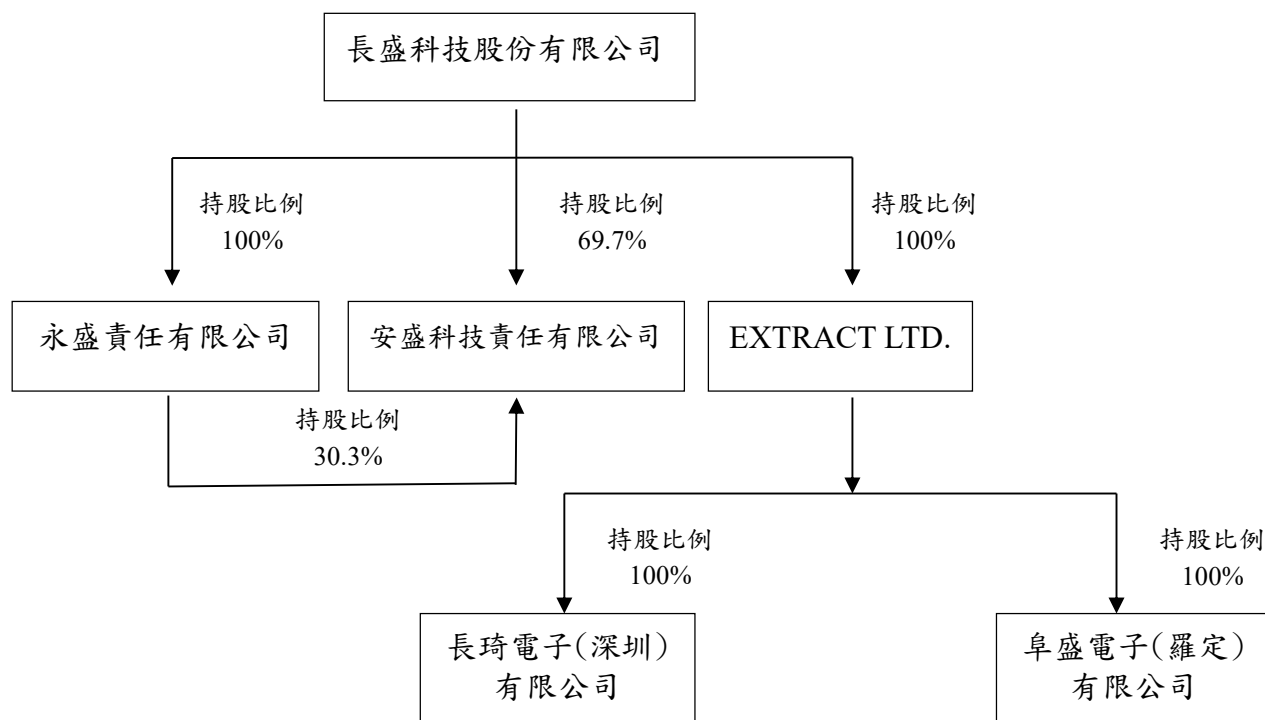 長盛科技股份有限公司
持股比例
100%
持股比例
69.7%
持股比例
100%
永盛責任有限公司
安盛科技責任有限公司
EXTRACT LTD.
持股比例
30.3%
持股比例
100%
持股比例
100%
長琦電子(深圳)
有限公司
阜盛電子(羅定)
有限公司